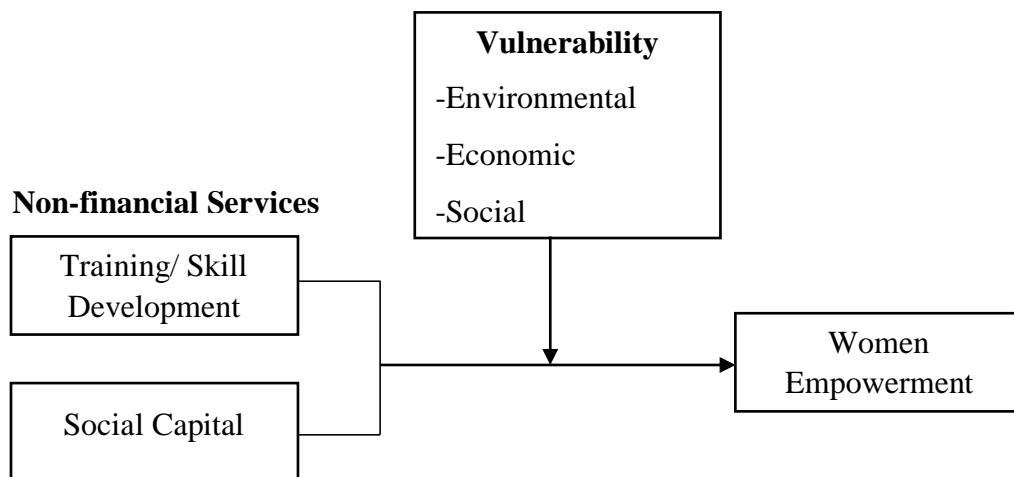 Vulnerability
-Environmental
-Economic
-Social
Non-financial Services
Training/ Skill
Development
Social Capital
Women
Empowerment